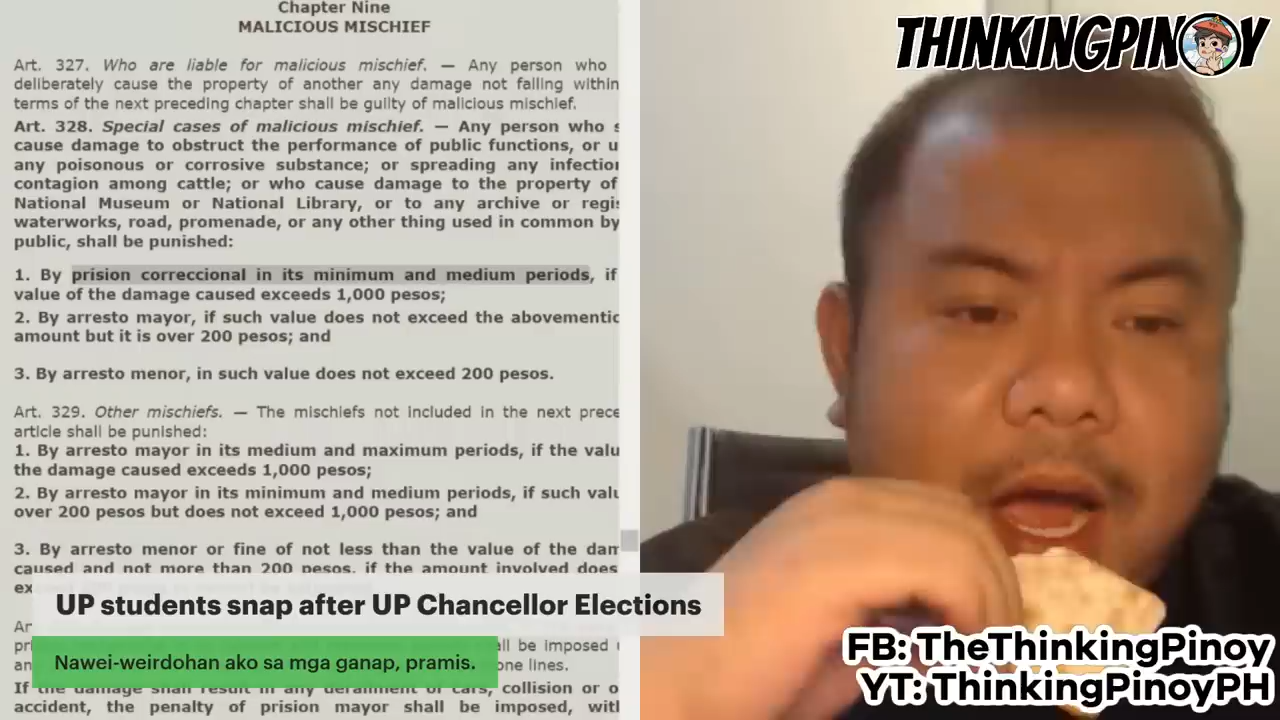 Chapter Nine
MALICIOUS MISCHIEF
Art. 327. Who are liable for malicious mischief. — Any person who
deliberately cause the property of another any damage not falling within
terms of the next preceding chapter shall be guilty of malicious mischief.
Art. 328. Special cases of malicious mischief. — Any person who s
cause damage to obstruct the performance of public functions, or u
any poisonous or corrosive substance; or spreading any infection
contagion among cattle; or who cause damage to the property of
National Museum or National Library, or to any archive or regis
waterworks, road, promenade, or any other thing used in common by
public, shall be punished:
1. By prision correccional in its minimum and medium periods, if
value of the damage caused exceeds 1,000 pesos;
2. By arresto mayor, if such value does not exceed the abovementio
amount but it is over 200 pesos; and
3. By arresto menor, in such value does not exceed 200 pesos.
Art. 329. Other mischiefs. — The mischiefs not included in the next prece
article shall be punished:
1. By arresto mayor in its medium and maximum periods, if the valu
the damage caused exceeds 1,000 pesos;
2. By arresto mayor in its minimum and medium periods, if such valu
over 200 pesos but does not exceed 1,000 pesos; and
3. By arresto menor or fine of not less than the value of the dam
caused and not more than 200 pesos, if the amount involved does
UP students snap after UP Chancellor Elections
all be imposed
Nawei-weirdohan ako sa mga ganap, pramis.
one lines.
If the damage shall result in any derailment of cars, collision or o
accident, the penalty of prision mayor shall be imposed, with
THINKINGPINOY
FB: TheThinkingPinoy
YT: ThinkingPinoyPH